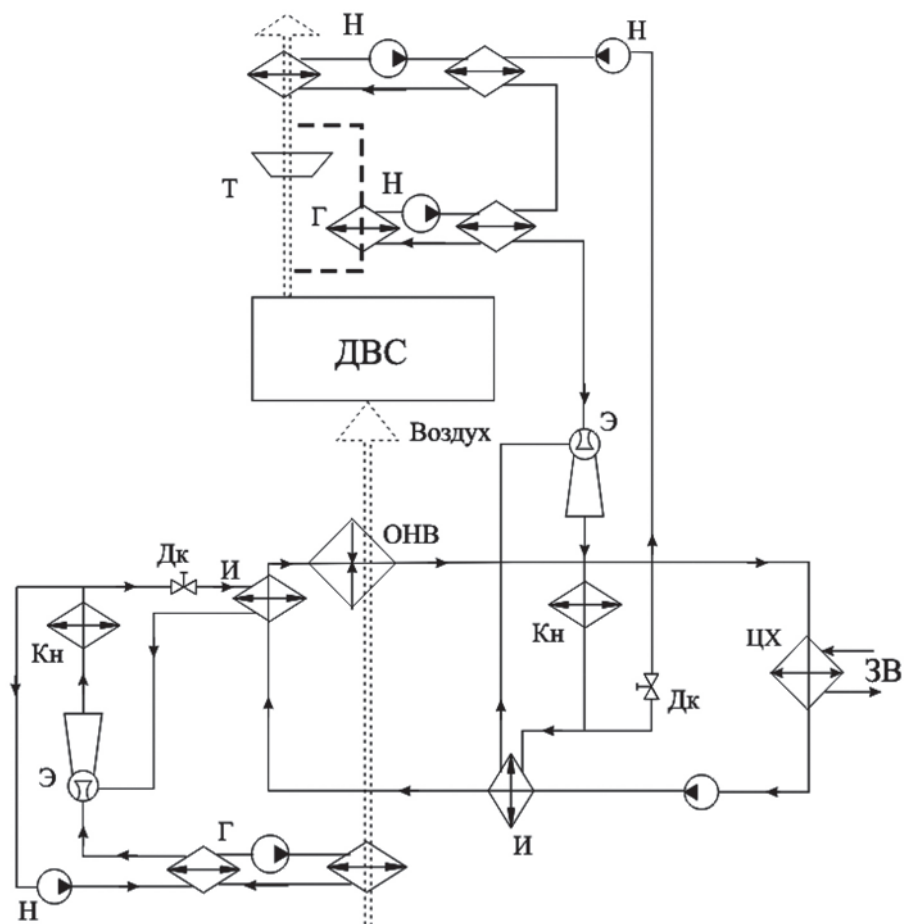 Н
Н
Т
Г
Н
ДВС
Э
Воздух
ОНВ
Дк
И
Кн
Кн
ЦХ
ЗВ
Дк
Э
Г
И
Н